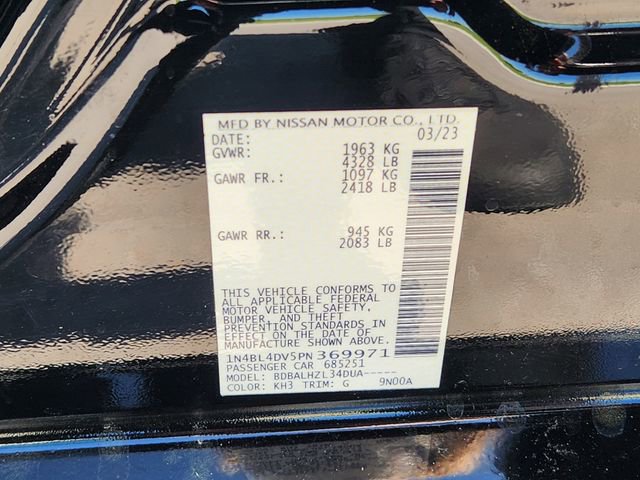 MFD BY NISSAN MOTOR CO., LTD.
DATE: 03/23
GVWR: 1963 KG
4328 LB
GAWR FR.: 1097 KG
2418 LB
GAWR RR.: 945 KG
2083 LB
THIS VEHICLE CONFORMS TO
ALL APPLICABLE FEDERAL
MOTOR VEHICLE SAFETY,
BUMPER, AND THEFT
PREVENTION STANDARDS IN
EFFECT ON THE DATE OF
MANUFACTURE SHOWN ABOVE.
1N4BL4DV5PN369971
PASSENGER CAR 685251
MODEL: BDBALHZL34DUA-----
COLOR: KH3 TRIM: G 9N00A